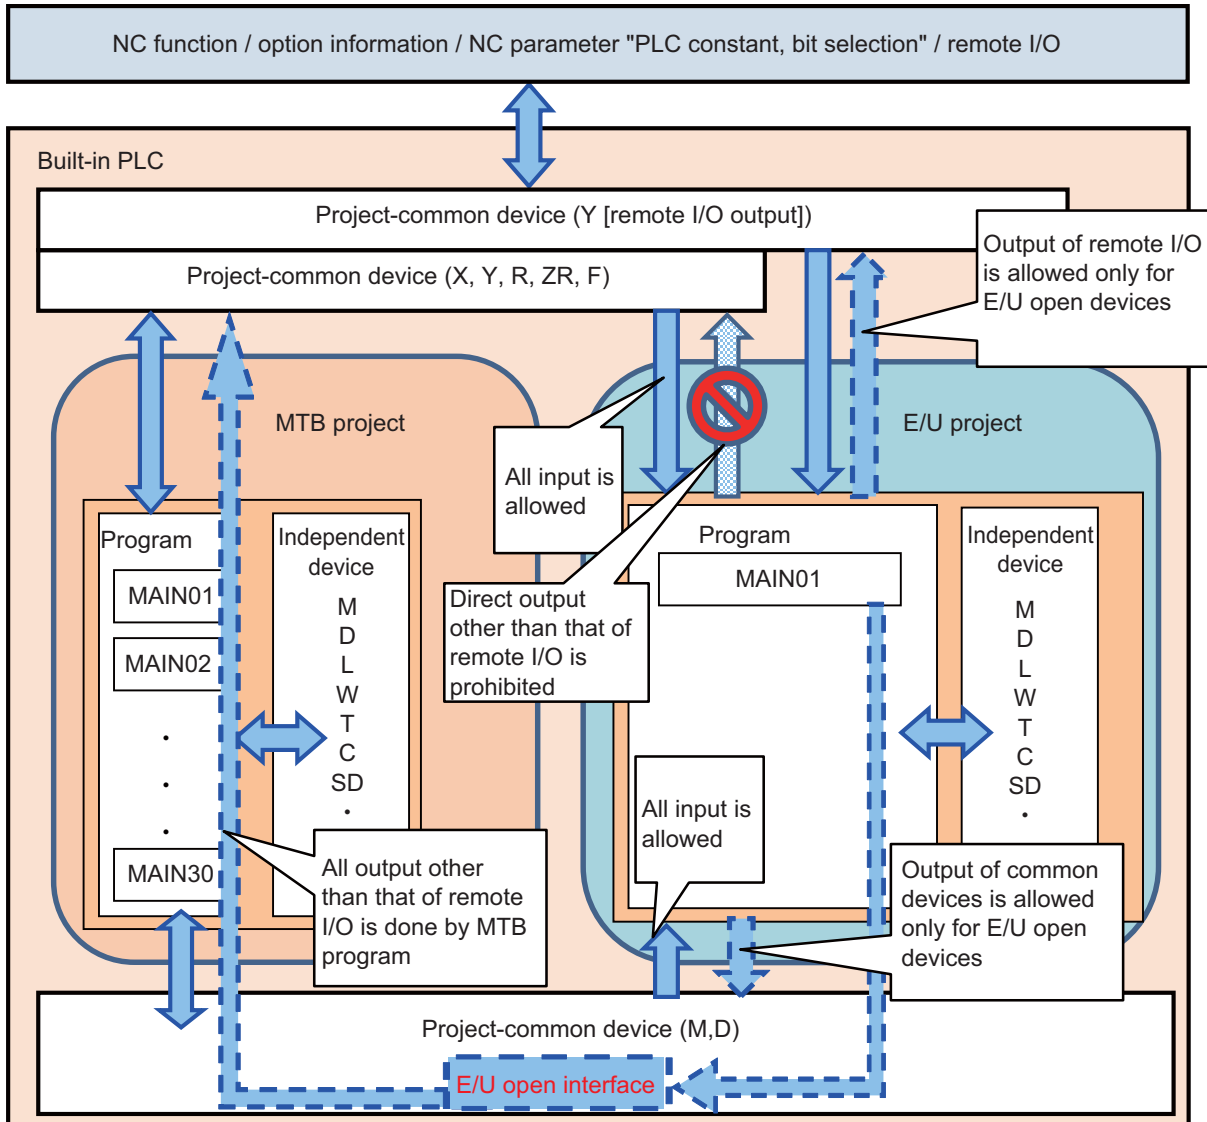 NC function / option information / NC parameter "PLC constant, bit selection" / remote I/O
Built-in PLC
Project-common device (Y [remote I/O output])
Project-common device (X, Y, R, ZR, F)
Output of remote I/O
is allowed only for
E/U open devices
MTB project
E/U project
All input is
allowed
Direct output
other than that of
remote I/O is
prohibited
Program
MAIN01
MAIN02
.
.
.
MAIN30
Independent
device
M
D
L
W
T
C
SD
.
Program
MAIN01
Independent
device
M
D
L
W
T
C
SD
.
All output other
than that of remote
I/O is done by MTB
program
All input is
allowed
Output of common
devices is allowed
only for E/U open
devices
Project-common device (M,D)
E/U open interface